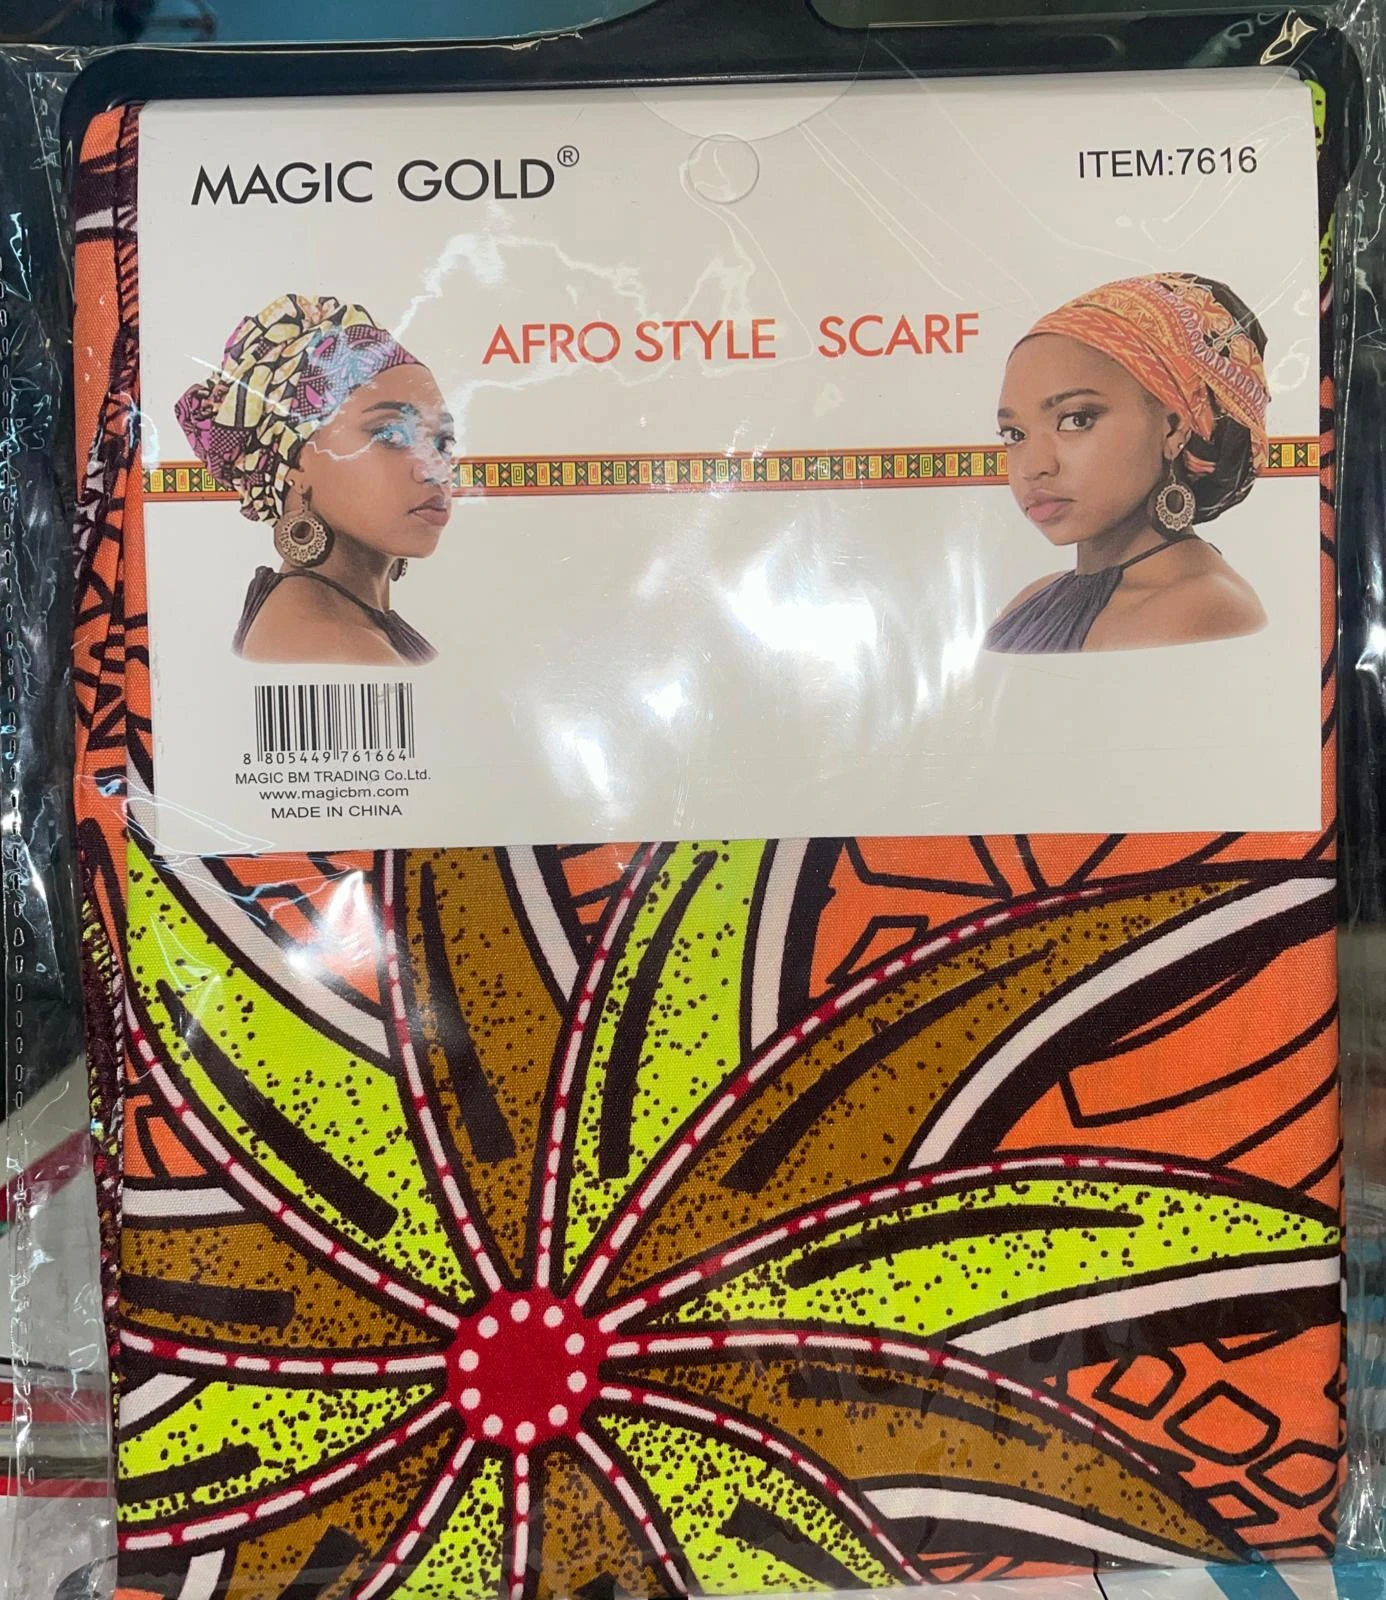 MAGIC GOLD®
ITEM:7616
AFRO STYLE SCARF
8 805449 761664
MAGIC BM TRADING Co.Ltd.
www.magicbm.com
MADE IN CHINA